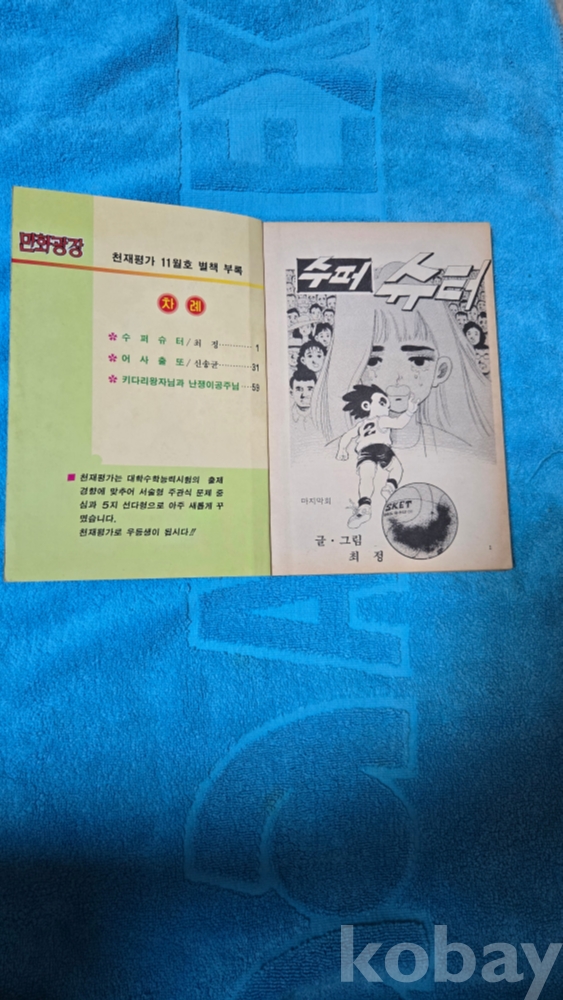 만화광장
천재평가 11월호 별책 부록
차례
수퍼슈터/최 정 1
어사출또/신송균 31
키다리왕자님과 난쟁이공주님 59
■ 천재평가는 대학수학능력시험의 출제
경향에 맞추어 서술형 주관식 문제 중
심과 5지 선다형으로 아주 새롭게 꾸
몄습니다.
천재평가로 우등생이 됩시다!!
수퍼 슈터
2
마지막회
SKET
글·그림
최 정
1
kobay